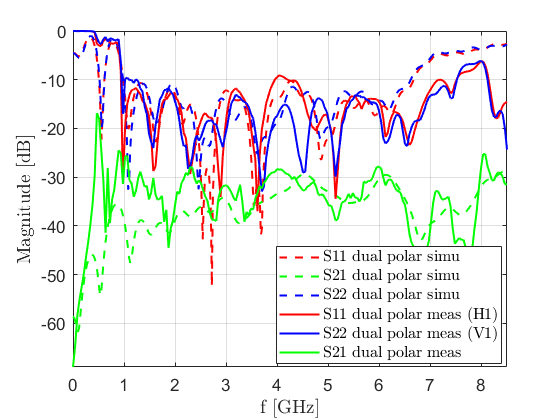 0
-10
-20
-30
-40
-50
-60
Magnitude [dB]
S11 dual polar simu
S21 dual polar simu
S22 dual polar simu
S11 dual polar meas (H1)
S22 dual polar meas (V1)
S21 dual polar meas
0 1 2 3 4 5 6 7 8
f [GHz]